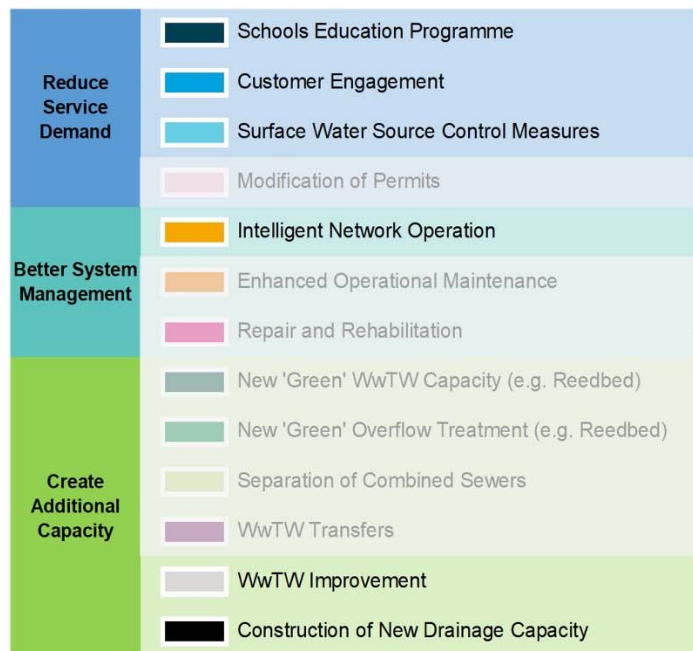 Reduce
Service
Demand
Schools Education Programme
Customer Engagement
Surface Water Source Control Measures
Modification of Permits
Better System
Management
Intelligent Network Operation
Enhanced Operational Maintenance
Repair and Rehabilitation
Create
Additional
Capacity
New 'Green' WwTW Capacity (e.g. Reedbed)
New 'Green' Overflow Treatment (e.g. Reedbed)
Separation of Combined Sewers
WwTW Transfers
WwTW Improvement
Construction of New Drainage Capacity